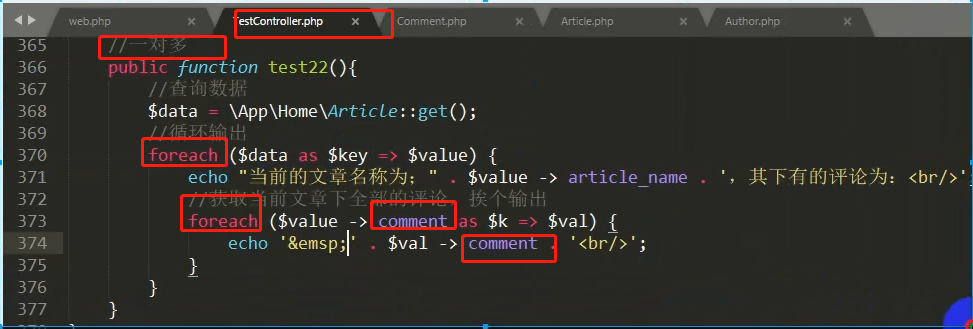 web.php × TestController.php × Comment.php × Article.php × Author.php ×
365 //一对多
366 public function test22(){
367 //查询数据
368 $data = \App\Home\Article::get();
369 //循环输出
370 foreach ($data as $key => $value) {
371 echo "当前的文章名称为：" . $value -> article_name . '，其下有的评论为：<br/>'
372 //获取当前文章下全部的评论，挨个输出
373 foreach ($value -> comment as $k => $val) {
374 echo '&emsp;' . $val -> comment . '<br/>';
375 }
376 }
377 }